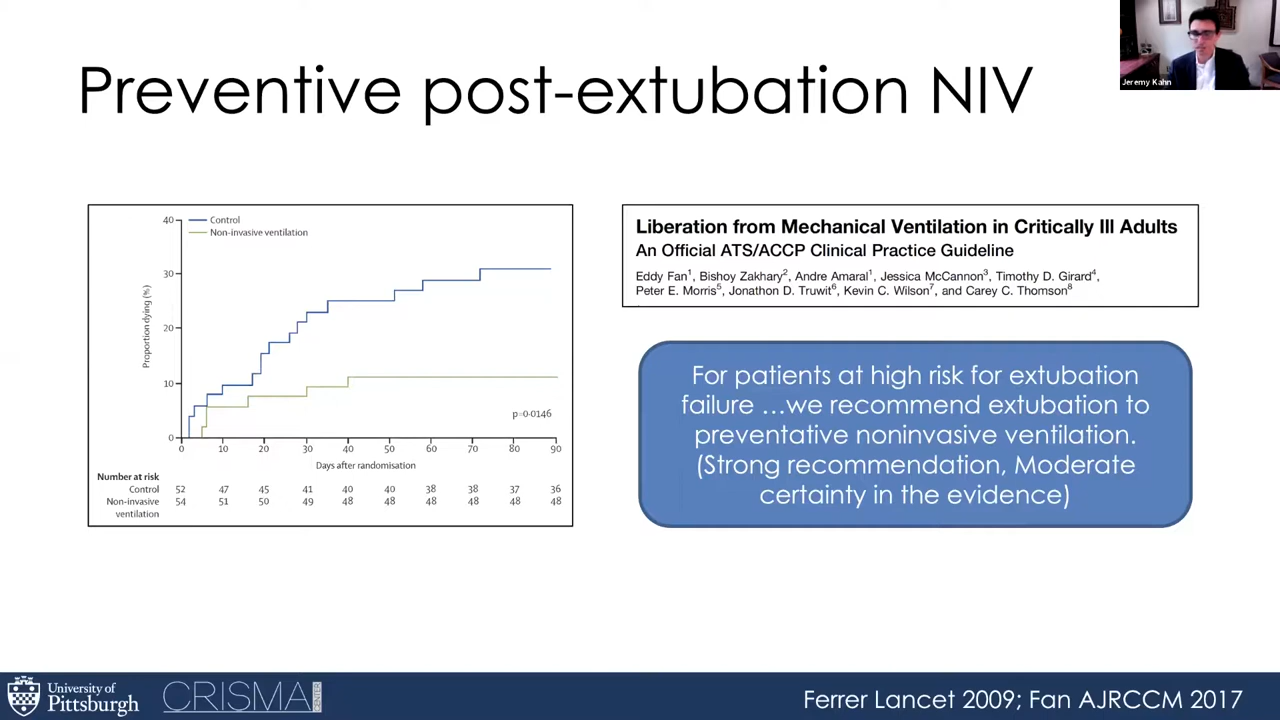 Jeremy Kahn
Preventive post-extubation NIV
Control
Non-invasive ventilation
40
30
20
10
0
Proportion dying (%)
p=0·0146
0 10 20 30 40 50 60 70 80 90
Days after randomisation
Number at risk
Control 52 47 45 41 40 40 38 38 37 36
Non-invasive 54 51 50 49 48 48 48 48 48 48
ventilation
Liberation from Mechanical Ventilation in Critically Ill Adults
An Official ATS/ACCP Clinical Practice Guideline
Eddy Fan1, Bishoy Zakhary2, Andre Amaral1, Jessica McCannon3, Timothy D. Girard4,
Peter E. Morris5, Jonathon D. Truwit6, Kevin C. Wilson7, and Carey C. Thomson8
For patients at high risk for extubation
failure …we recommend extubation to
preventative noninvasive ventilation.
(Strong recommendation, Moderate
certainty in the evidence)
University of
Pittsburgh
CRISMA
CENTER
Ferrer Lancet 2009; Fan AJRCCM 2017